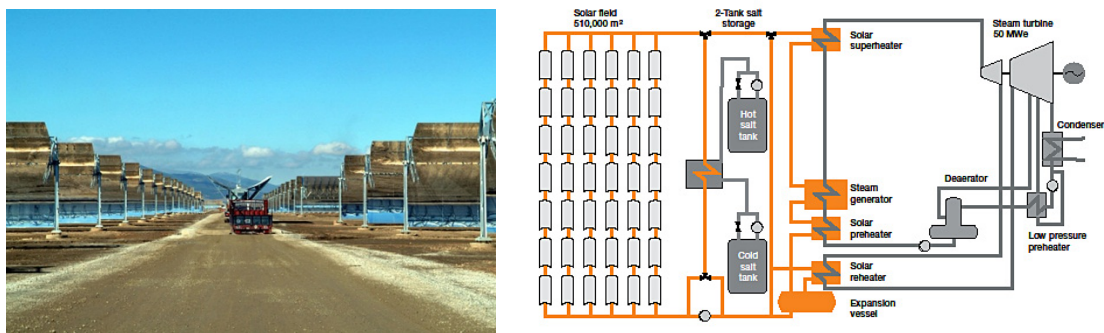 Solar field
510,000 m²
2-Tank salt
storage
Solar
superheater
Steam turbine
50 MWe
Hot
salt
tank
Condenser
Steam
generator
Deaerator
Solar
preheater
Low pressure
preheater
Cold
salt
tank
Solar
reheater
Expansion
vessel